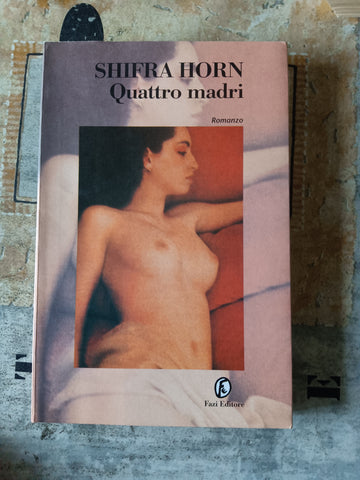 SHIFRA HORN
Quattro madri
Romanzo
Fazi Editore